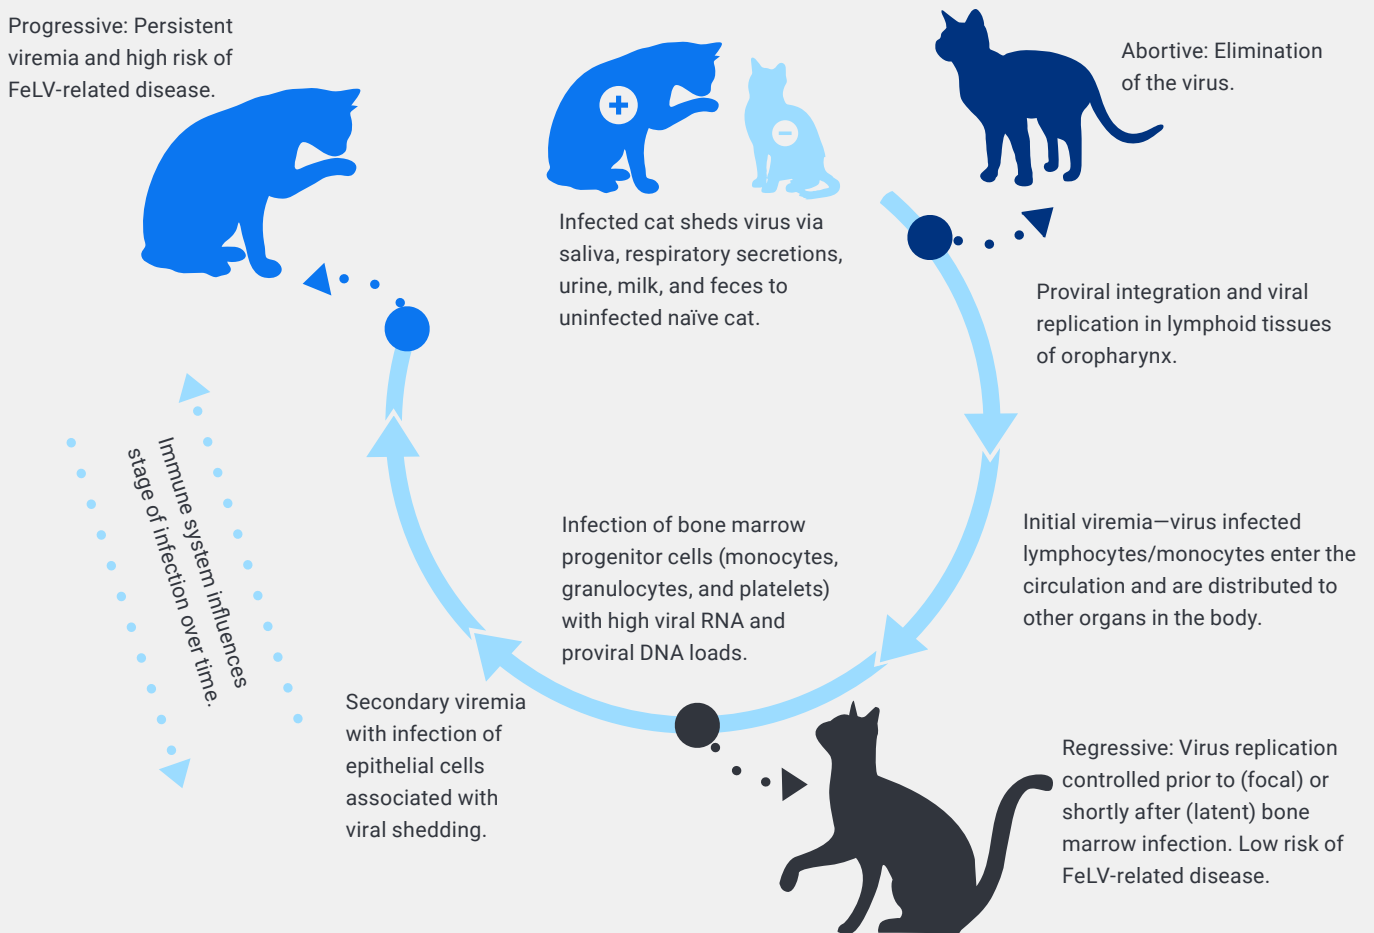 Progressive: Persistent
viremia and high risk of
FeLV-related disease.
+
−
Infected cat sheds virus via
saliva, respiratory secretions,
urine, milk, and feces to
uninfected naïve cat.
Abortive: Elimination
of the virus.
Proviral integration and viral
replication in lymphoid tissues
of oropharynx.
Initial viremia—virus infected
lymphocytes/monocytes enter the
circulation and are distributed to
other organs in the body.
Infection of bone marrow
progenitor cells (monocytes,
granulocytes, and platelets)
with high viral RNA and
proviral DNA loads.
Regressive: Virus replication
controlled prior to (focal) or
shortly after (latent) bone
marrow infection. Low risk of
FeLV-related disease.
Secondary viremia
with infection of
epithelial cells
associated with
viral shedding.
Immune system influences
stage of infection over time.